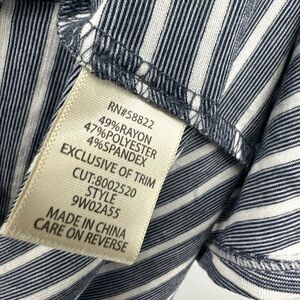 RN#58822
49%RAYON
47%POLYESTER
4%SPANDEX
EXCLUSIVE OF TRIM
CUT:8002520
STYLE
9W02A55
MADE IN CHINA
CARE ON REVERSE